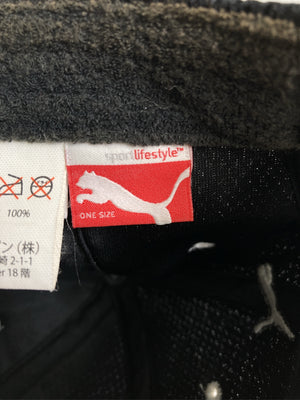 sportlifestyle™
ONE SIZE
100%
ン(株)
崎 2-1-1
er 18 階